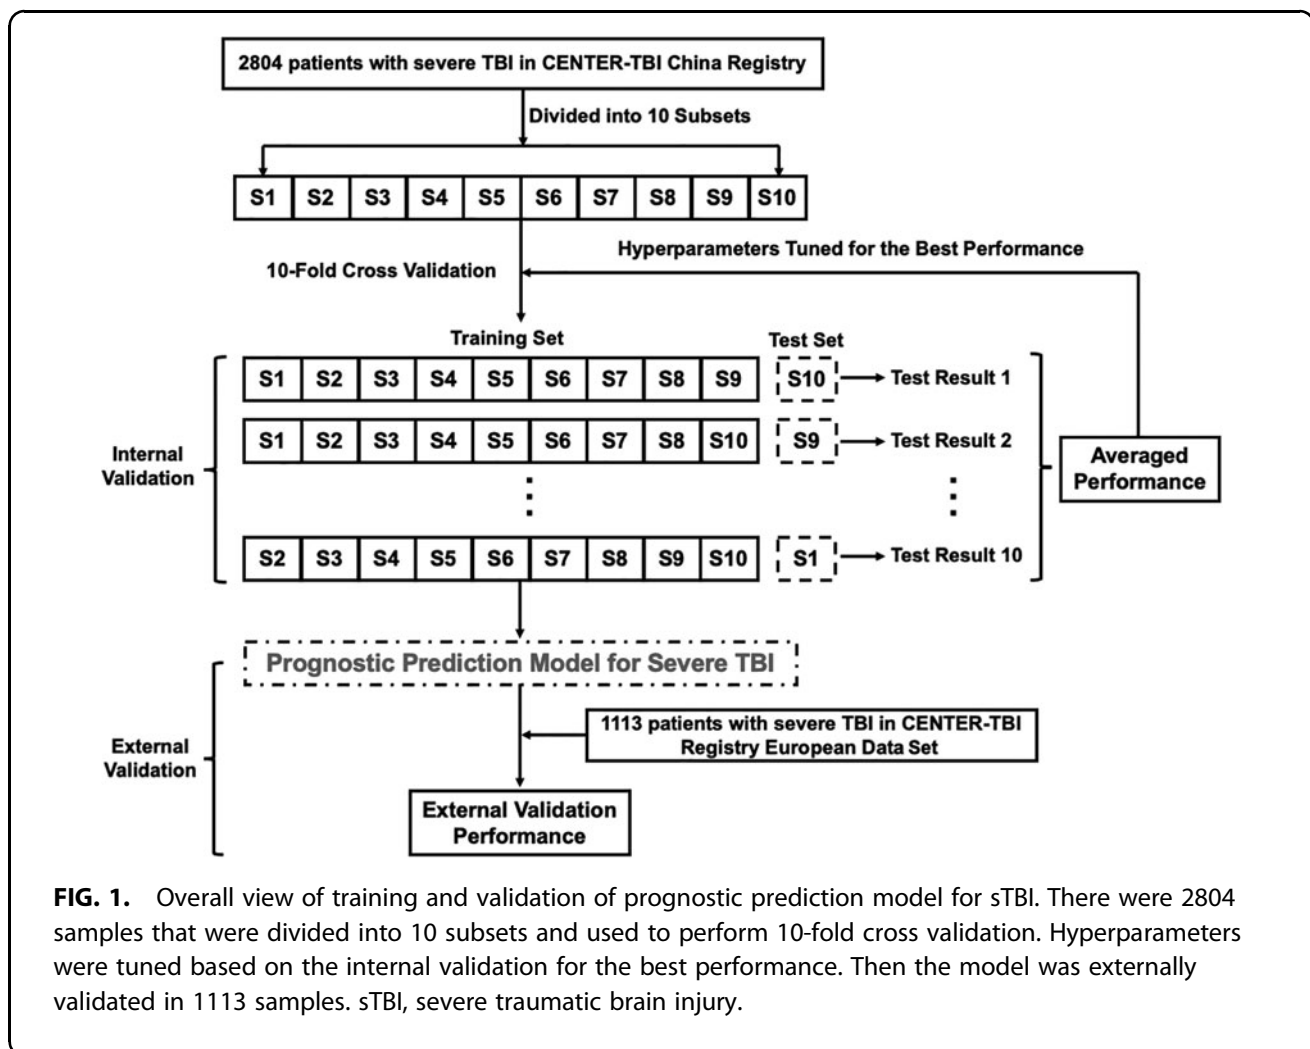 2804 patients with severe TBI in CENTER-TBI China Registry
Divided into 10 Subsets
S1 S2 S3 S4 S5 S6 S7 S8 S9 S10
Hyperparameters Tuned for the Best Performance
10-Fold Cross Validation
Training Set
Test Set
S1 S2 S3 S4 S5 S6 S7 S8 S9 S10 Test Result 1
S1 S2 S3 S4 S5 S6 S7 S8 S10 S9 Test Result 2
Internal
Validation
Averaged
Performance
S2 S3 S4 S5 S6 S7 S8 S9 S10 S1 Test Result 10
Prognostic Prediction Model for Severe TBI
1113 patients with severe TBI in CENTER-TBI
Registry European Data Set
External
Validation
External Validation
Performance
FIG. 1. Overall view of training and validation of prognostic prediction model for sTBI. There were 2804
samples that were divided into 10 subsets and used to perform 10-fold cross validation. Hyperparameters
were tuned based on the internal validation for the best performance. Then the model was externally
validated in 1113 samples. sTBI, severe traumatic brain injury.